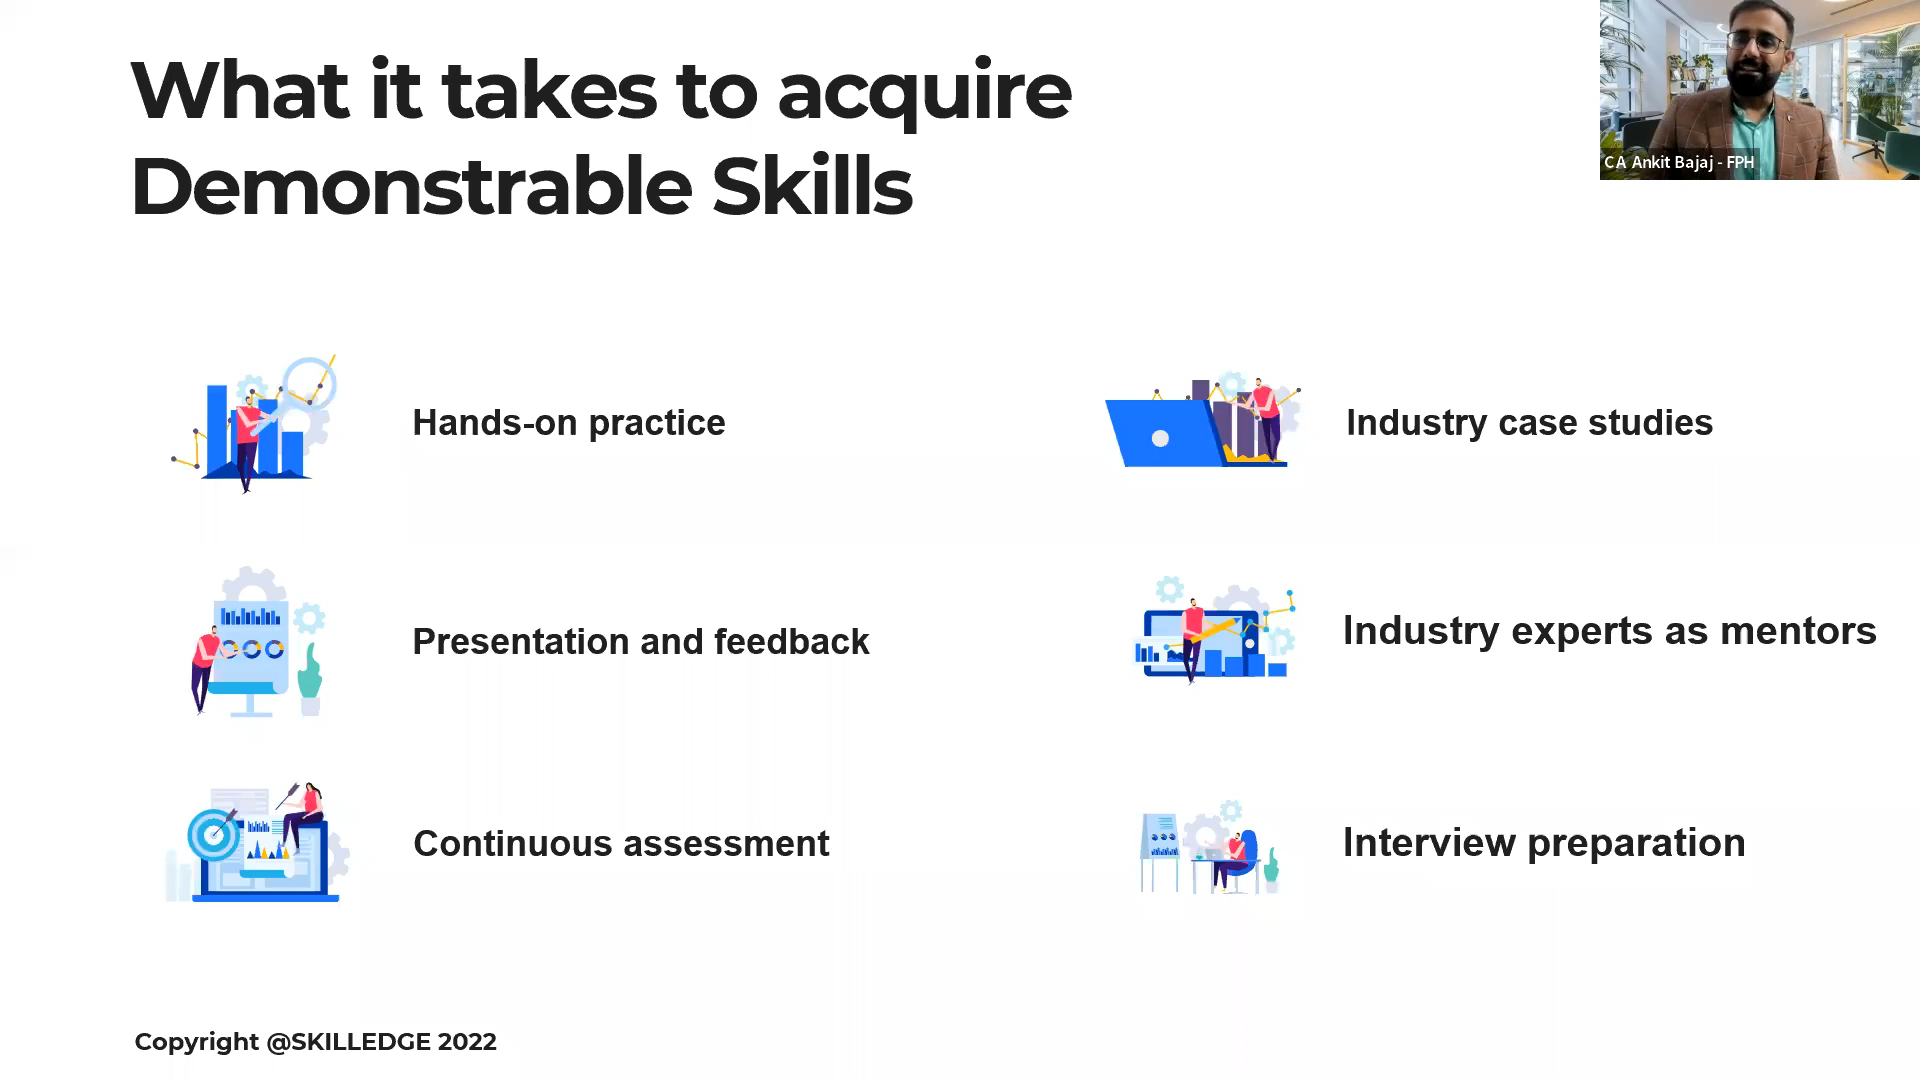 What it takes to acquire
Demonstrable Skills
CA Ankit Bajaj - FPH
Hands-on practice
Industry case studies
Presentation and feedback
Industry experts as mentors
Continuous assessment
Interview preparation
Copyright @SKILLEDGE 2022